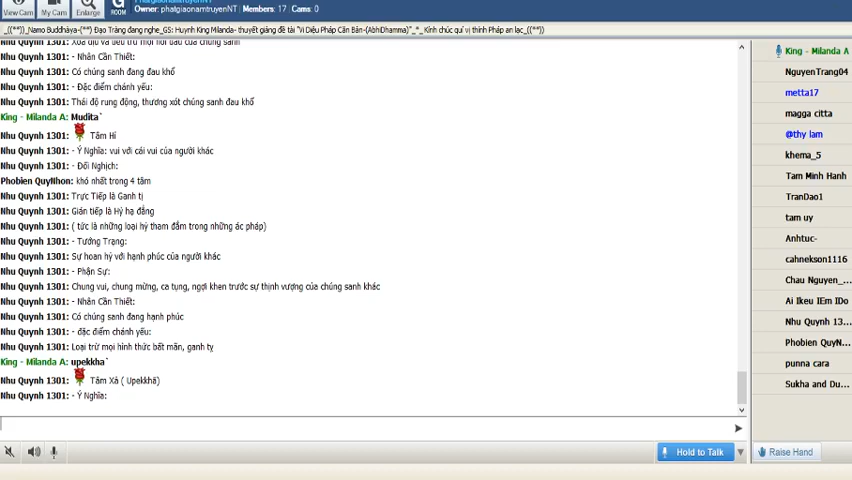 View Cam
My Cam
Enlarge
G
ROOM
Owner: phatgiaonamtruyenNT | Members: 17 . Cams: 0
_((**))_Namo Buddhàya-(**) Đạo Tràng đang nghe_GS: Huynh King Milanda- thuyết giảng đề tài "Vi Diệu Pháp Căn Bản-(AbhiDhamma)"_*_ Kính chúc quí vị thính Pháp an lạc_((**))
Nhu Quynh 1301: - Nhân Cần Thiết:
Nhu Quynh 1301: Có chúng sanh đang đau khổ
Nhu Quynh 1301: - Đặc điểm chánh yếu:
Nhu Quynh 1301: Thái độ rung động, thương xót chúng sanh đau khổ
King - Milanda A: Mudita`
Nhu Quynh 1301: Tâm Hỉ
Nhu Quynh 1301: - Ý Nghĩa: vui với cái vui của người khác
Nhu Quynh 1301: - Đối Nghịch:
Phobien QuyNhon: khó nhất trong 4 tâm
Nhu Quynh 1301: Trực Tiếp là Ganh tị
Nhu Quynh 1301: Gián tiếp là Hỷ hạ đẳng
Nhu Quynh 1301: ( tức là những loại hỷ tham đắm trong những ác pháp)
Nhu Quynh 1301: - Tướng Trạng:
Nhu Quynh 1301: Sự hoan hỷ với hạnh phúc của người khác
Nhu Quynh 1301: - Phận Sự:
Nhu Quynh 1301: Chung vui, chung mừng, ca tụng, ngợi khen trước sự thịnh vượng của chúng sanh khác
Nhu Quynh 1301: - Nhân Cần Thiết:
Nhu Quynh 1301: Có chúng sanh đang hạnh phúc
Nhu Quynh 1301: - đặc điểm chánh yếu:
Nhu Quynh 1301: Loại trừ mọi hình thức bất mãn, ganh tỵ
King - Milanda A: upekkha`
Nhu Quynh 1301: Tâm Xả ( Upekkhā)
Nhu Quynh 1301: - Ý Nghĩa:
Hold to Talk
King - Milanda A
NguyenTrang04
metta17
magga citta
@thy lam
khema_5
Tam Minh Hanh
TranDao1
tam uy
Anhtuc-
cahnekson1116
Chau Nguyen_...
Ai Ikeu IEm IDo
Nhu Quynh 13...
Phobien QuyN...
punna cara
Sukha and Du...
Raise Hand